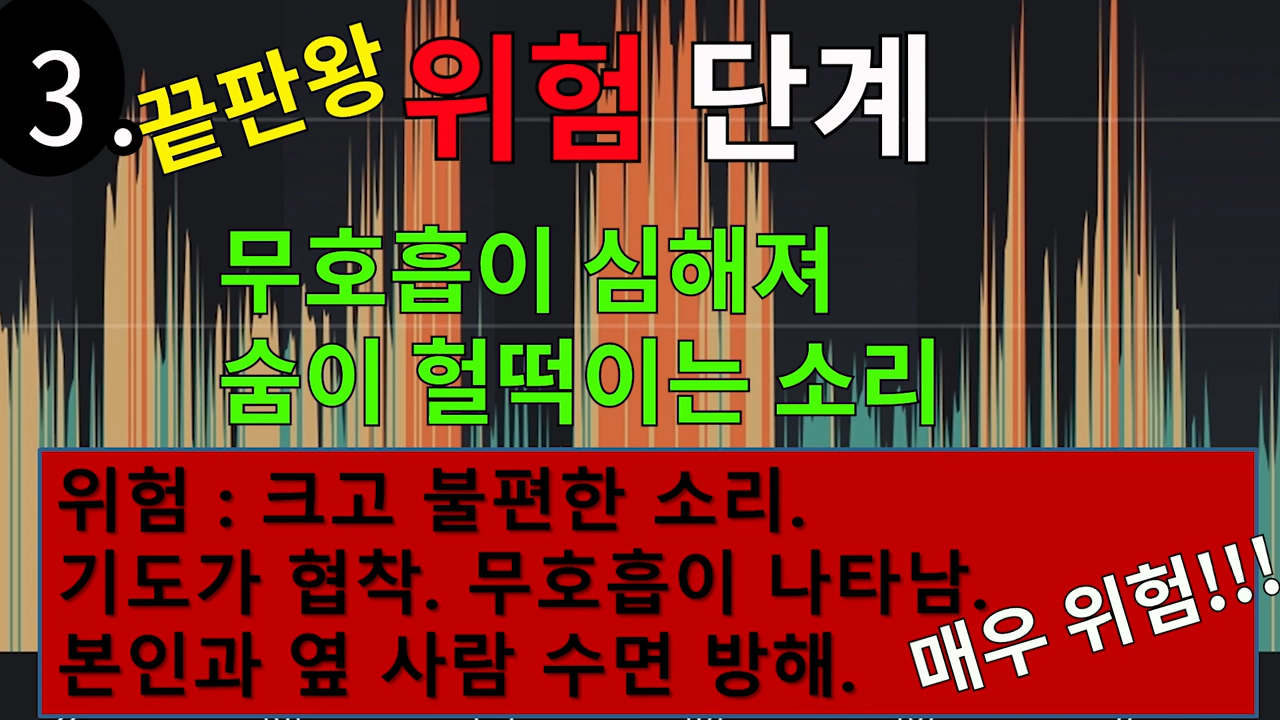 3. 끝판왕 위험 단계
무호흡이 심해져
숨이 헐떡이는 소리
위험 : 크고 불편한 소리.
기도가 협착. 무호흡이 나타남.
본인과 옆 사람 수면 방해.
매우 위험!!!